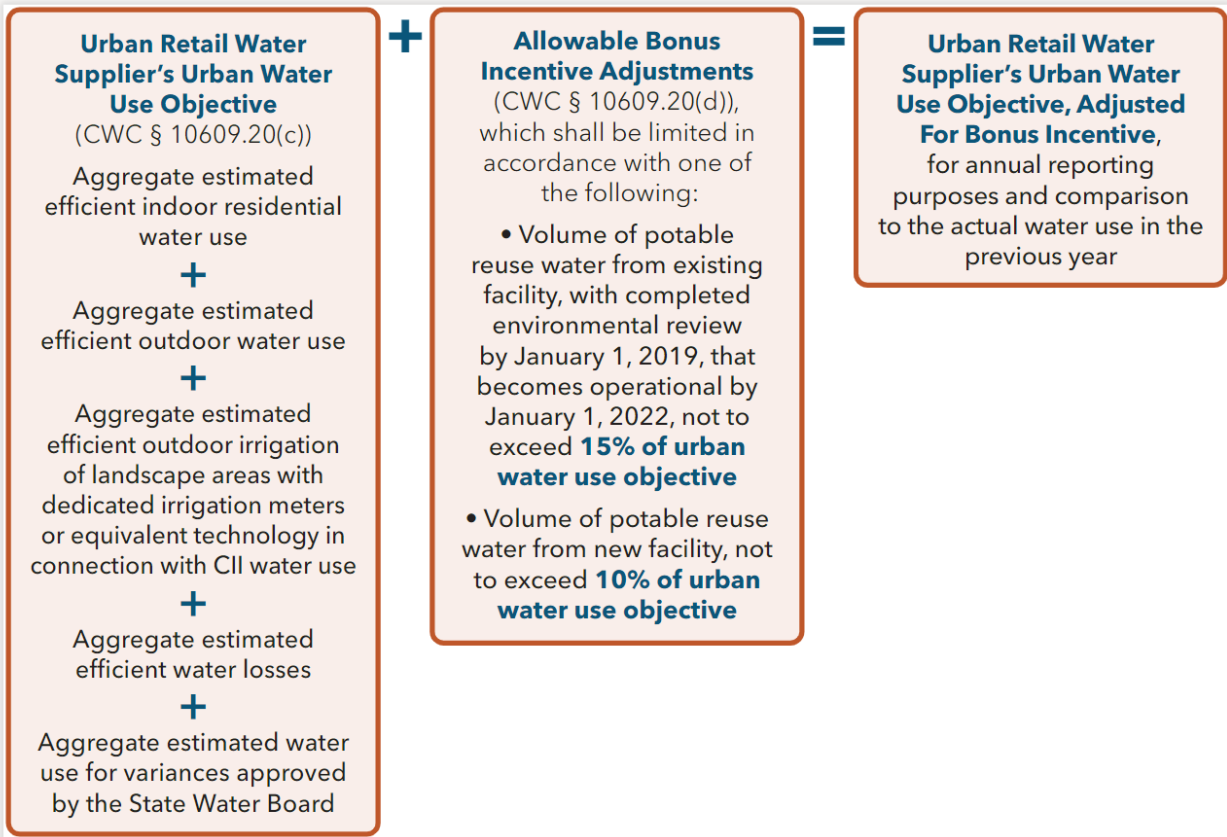 Urban Retail Water
Supplier's Urban Water
Use Objective
(CWC § 10609.20(c))
Aggregate estimated
efficient indoor residential
water use
+
Aggregate estimated
efficient outdoor water use
+
Aggregate estimated
efficient outdoor irrigation
of landscape areas with
dedicated irrigation meters
or equivalent technology in
connection with CII water use
+
Aggregate estimated
efficient water losses
+
Aggregate estimated water
use for variances approved
by the State Water Board
+
Allowable Bonus
Incentive Adjustments
(CWC § 10609.20(d)),
which shall be limited in
accordance with one of
the following:
• Volume of potable
reuse water from existing
facility, with completed
environmental review
by January 1, 2019, that
becomes operational by
January 1, 2022, not to
exceed 15% of urban
water use objective
• Volume of potable reuse
water from new facility, not
to exceed 10% of urban
water use objective
=
Urban Retail Water
Supplier's Urban Water
Use Objective, Adjusted
For Bonus Incentive,
for annual reporting
purposes and comparison
to the actual water use in the
previous year